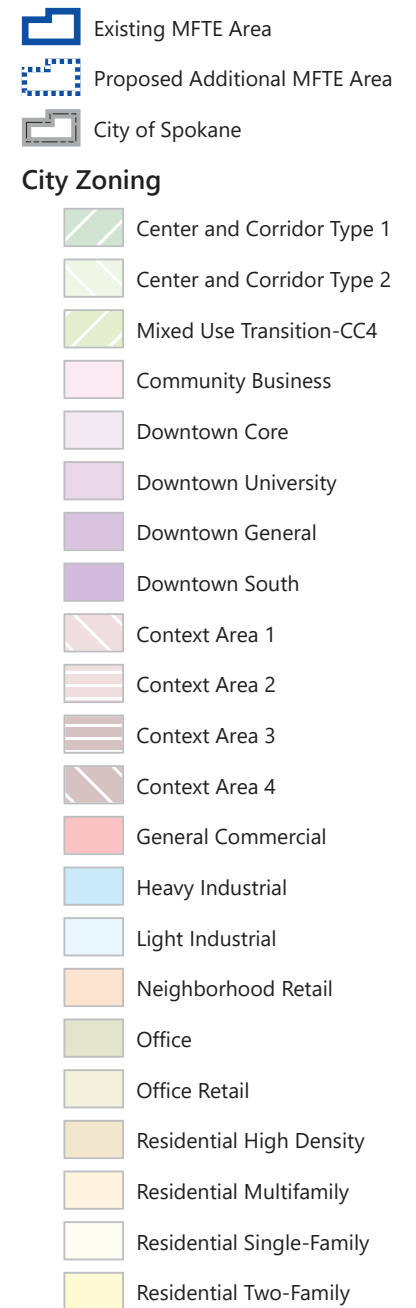 Existing MFTE Area
Proposed Additional MFTE Area
City of Spokane
City Zoning
Center and Corridor Type 1
Center and Corridor Type 2
Mixed Use Transition-CC4
Community Business
Downtown Core
Downtown University
Downtown General
Downtown South
Context Area 1
Context Area 2
Context Area 3
Context Area 4
General Commercial
Heavy Industrial
Light Industrial
Neighborhood Retail
Office
Office Retail
Residential High Density
Residential Multifamily
Residential Single-Family
Residential Two-Family